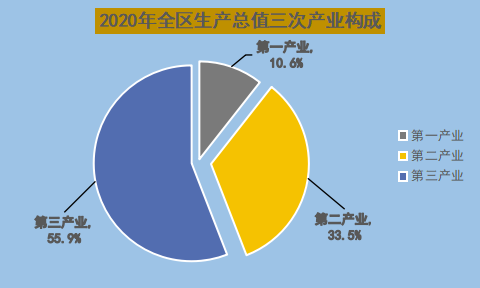 2020年全区生产总值三次产业构成
第一产业,
10.6%
第二产业,
33.5%
第三产业,
55.9%
第一产业
第二产业
第三产业